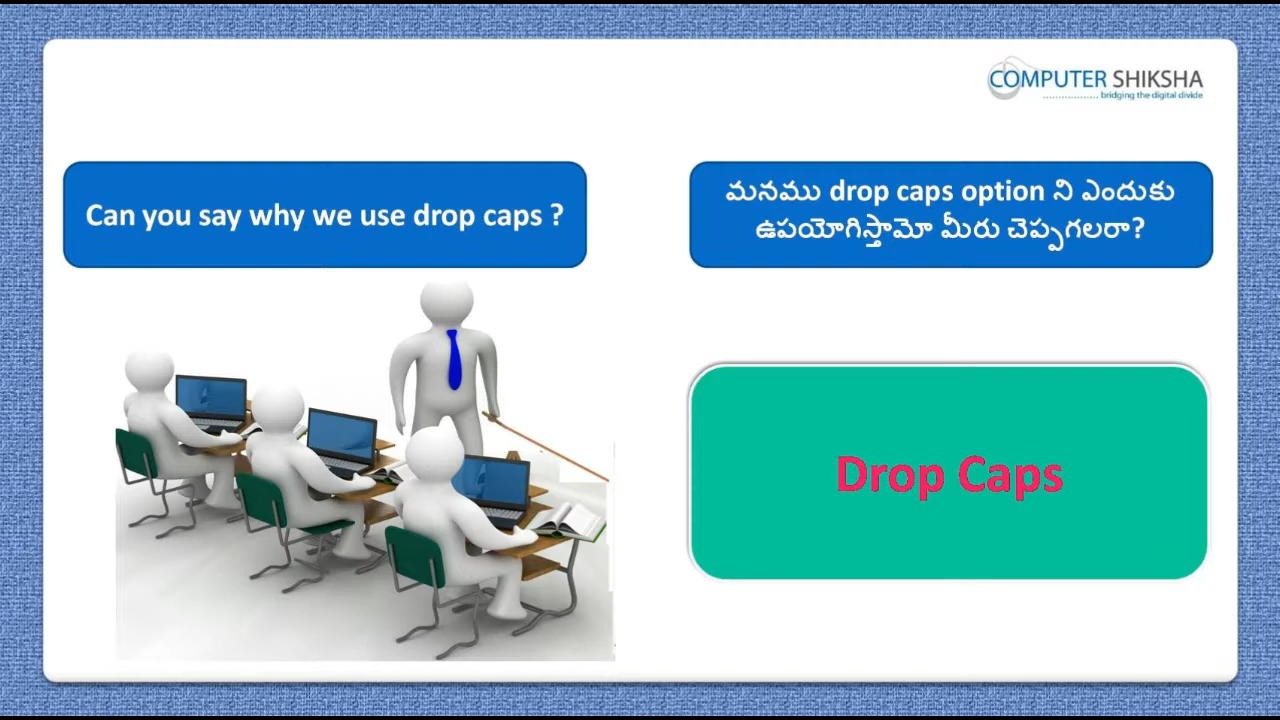 COMPUTER SHIKSHA
.................... bridging the digital divide
Can you say why we use drop caps ?
మనము drop caps option ని ఎందుకు
ఉపయోగిస్తామో మీరు చెప్పగలరా?
Drop Caps